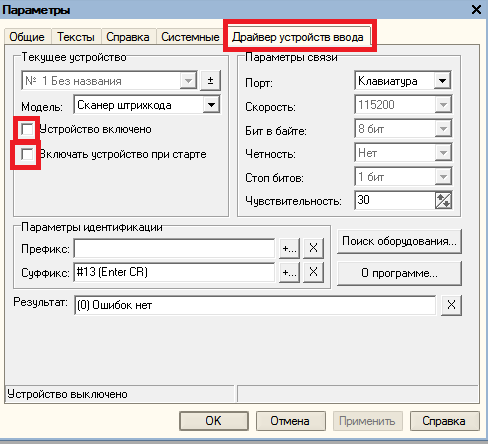 Параметры
Общие Тексты Справка Системные Драйвер устройств ввода
Текущее устройство
№ 1 Без названия ±
Модель: Сканер штрихкода
Устройство включено
Включать устройство при старте
Параметры связи
Порт: Клавиатура
Скорость: 115200
Бит в байте: 8 бит
Четность: Нет
Стоп битов: 1 бит
Чувствительность: 30
Параметры идентификации
Префикс: +... X
Суффикс: #13 (Enter CR) +... X
Поиск оборудования...
О программе...
Результат: (0) Ошибок нет X
Устройство выключено
OK Отмена Применить Справка